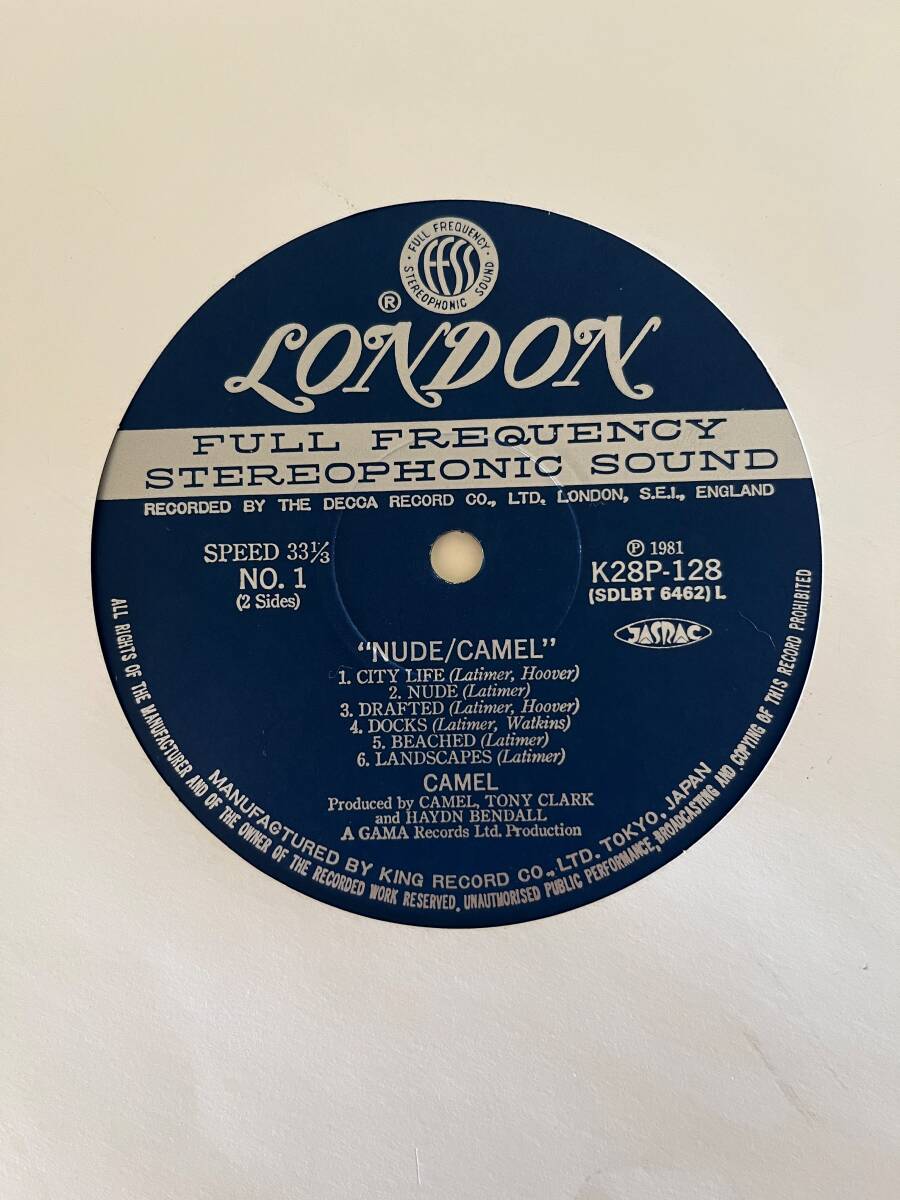 · FULL FREQUENCY ·
STEREOPHONIC SOUND
FFSS
®
LONDON
FULL FREQUENCY
STEREOPHONIC SOUND
RECORDED BY THE DECCA RECORD CO., LTD. LONDON, S.E.I., ENGLAND
SPEED 33⅓
NO. 1
(2 Sides)
℗ 1981
K28P-128
(SDLBT 6462) L
JASRAC
"NUDE/CAMEL"
1. CITY LIFE (Latimer, Hoover)
2. NUDE (Latimer)
3. DRAFTED (Latimer, Hoover)
4. DOCKS (Latimer, Watkins)
5. BEACHED (Latimer)
6. LANDSCAPES (Latimer)
CAMEL
Produced by CAMEL, TONY CLARK
and HAYDN BENDALL
A GAMA Records Ltd. Production
MANUFACTURED BY KING RECORD CO., LTD. TOKYO, JAPAN
ALL RIGHTS OF THE MANUFACTURER AND OF THE OWNER OF THE RECORDED WORK RESERVED. UNAUTHORISED PUBLIC PERFORMANCE, BROADCASTING AND COPYING OF THIS RECORD PROHIBITED